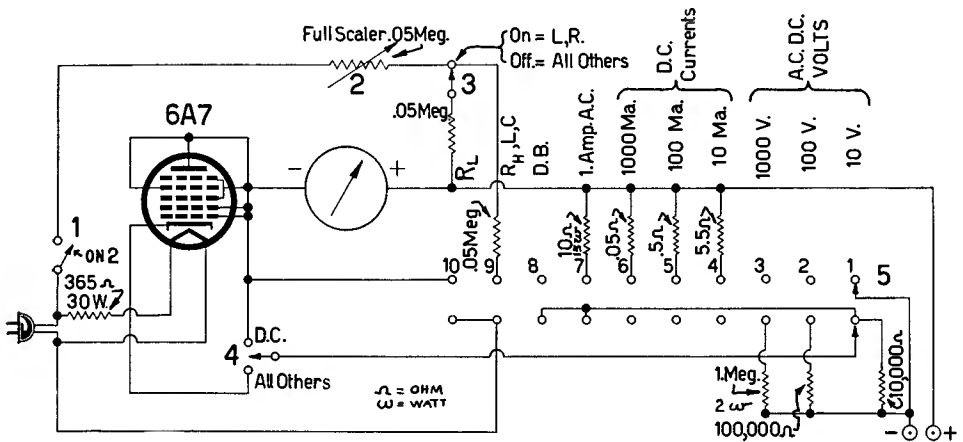 Full Scaler .05Meg.
2
On = L,R.
Off.= All Others
3
.05Meg.
6A7
D.C.
Currents
A.C. D.C.
VOLTS
R_L
R_H, L, C
D.B.
1. Amp. A.C.
1000 Ma.
100 Ma.
10 Ma.
1000 V.
100 V.
10 V.
- +
1
ON 2
365 Ω
30 W.
.05Meg.
10Ω
.05Ω
.5Ω
5.5Ω
10 9 8 7 6 5 4 3 2 1 5
D.C.
4
All Others
Ω = OHM
ω = WATT
1. Meg.
2 ω
100,000Ω
10,000Ω
- +